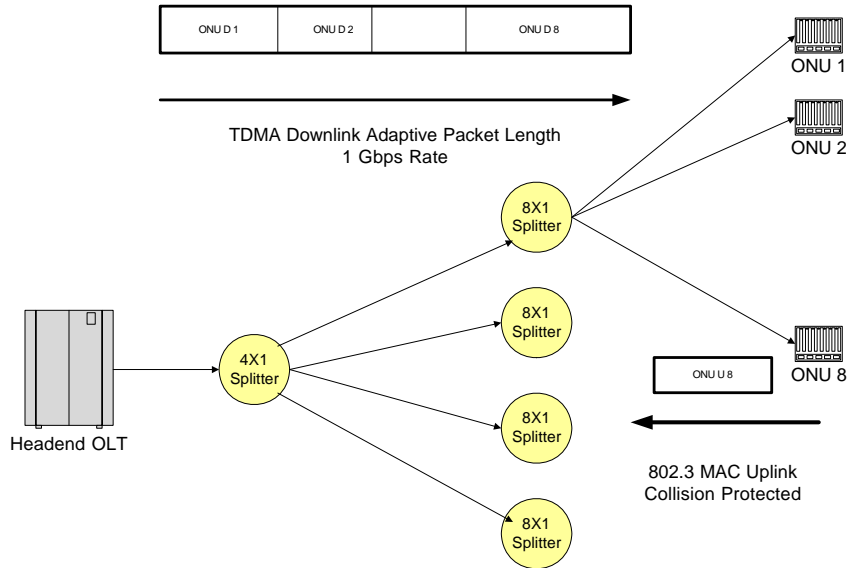 ONU D 1
ONU D 2
ONU D 8
TDMA Downlink Adaptive Packet Length
1 Gbps Rate
ONU 1
ONU 2
8X1
Splitter
8X1
Splitter
4X1
Splitter
ONU 8
ONU U 8
8X1
Splitter
Headend OLT
802.3 MAC Uplink
Collision Protected
8X1
Splitter